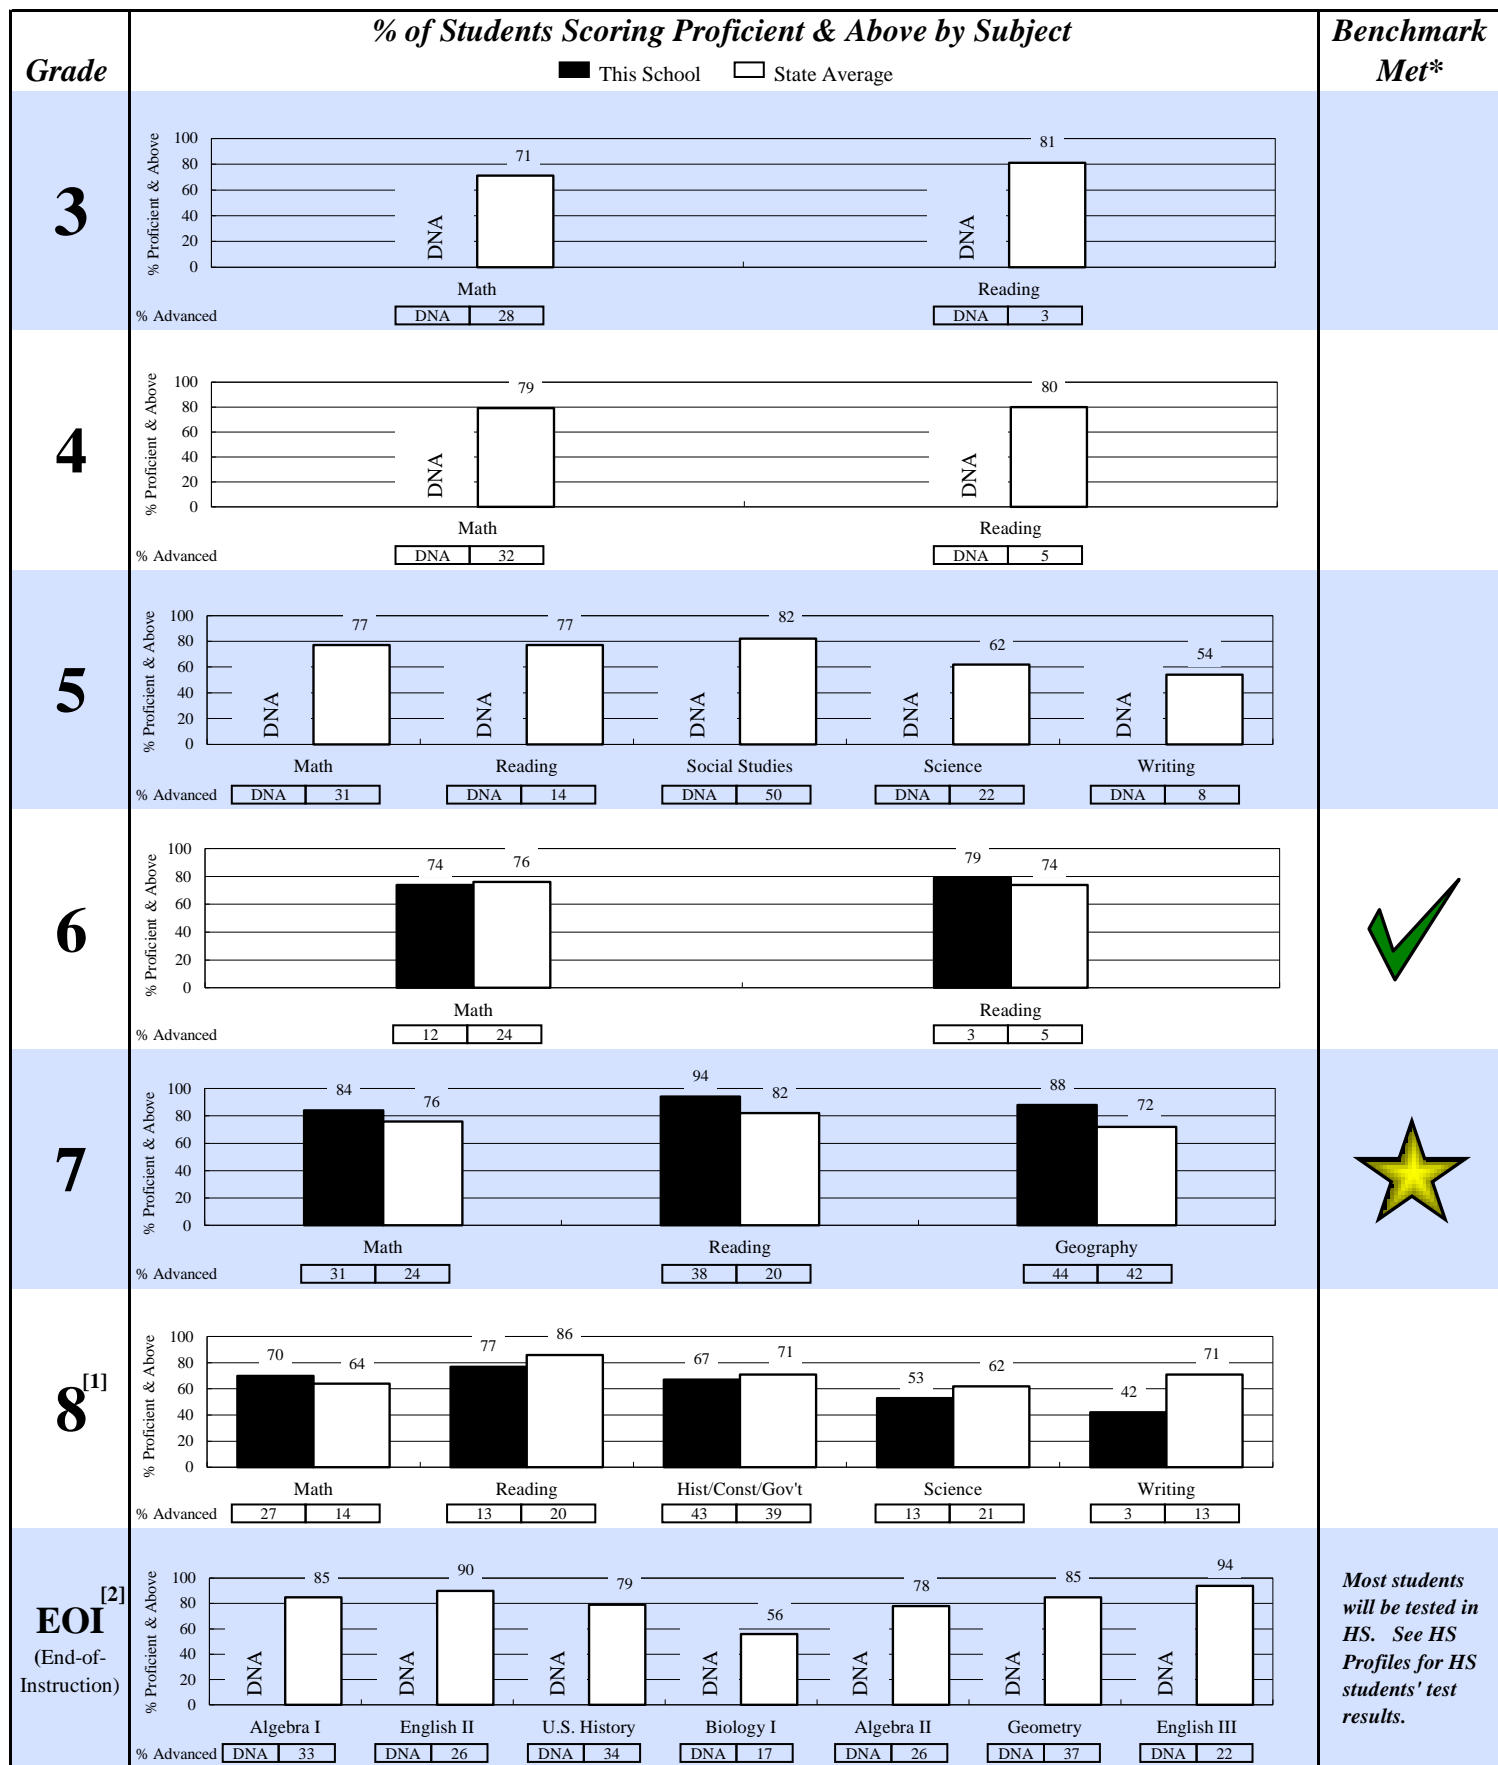 Grade
% of Students Scoring Proficient & Above by Subject
This School State Average
Benchmark
Met*
3
% Proficient & Above
100
80
60
40
20
0
DNA 71
DNA 81
Math Reading
% Advanced DNA 28 DNA 3
4
% Proficient & Above
100
80
60
40
20
0
DNA 79
DNA 80
Math Reading
% Advanced DNA 32 DNA 5
5
% Proficient & Above
100
80
60
40
20
0
DNA 77
DNA 77
DNA 82
DNA 62
DNA 54
Math Reading Social Studies Science Writing
% Advanced DNA 31 DNA 14 DNA 50 DNA 22 DNA 8
6
% Proficient & Above
100
80
60
40
20
0
74 76
79 74
Math Reading
% Advanced 12 24 3 5
7
% Proficient & Above
100
80
60
40
20
0
84 76
94 82
88 72
Math Reading Geography
% Advanced 31 24 38 20 44 42
8[1]
% Proficient & Above
100
80
60
40
20
0
70 64
77 86
67 71
53 62
42 71
Math Reading Hist/Const/Gov't Science Writing
% Advanced 27 14 13 20 43 39 13 21 3 13
EOI[2]
(End-of-
Instruction)
% Proficient & Above
100
80
60
40
20
0
DNA 85
DNA 90
DNA 79
DNA 56
DNA 78
DNA 85
DNA 94
Algebra I English II U.S. History Biology I Algebra II Geometry English III
% Advanced DNA 33 DNA 26 DNA 34 DNA 17 DNA 26 DNA 37 DNA 22
Most students
will be tested in
HS. See HS
Profiles for HS
students' test
results.